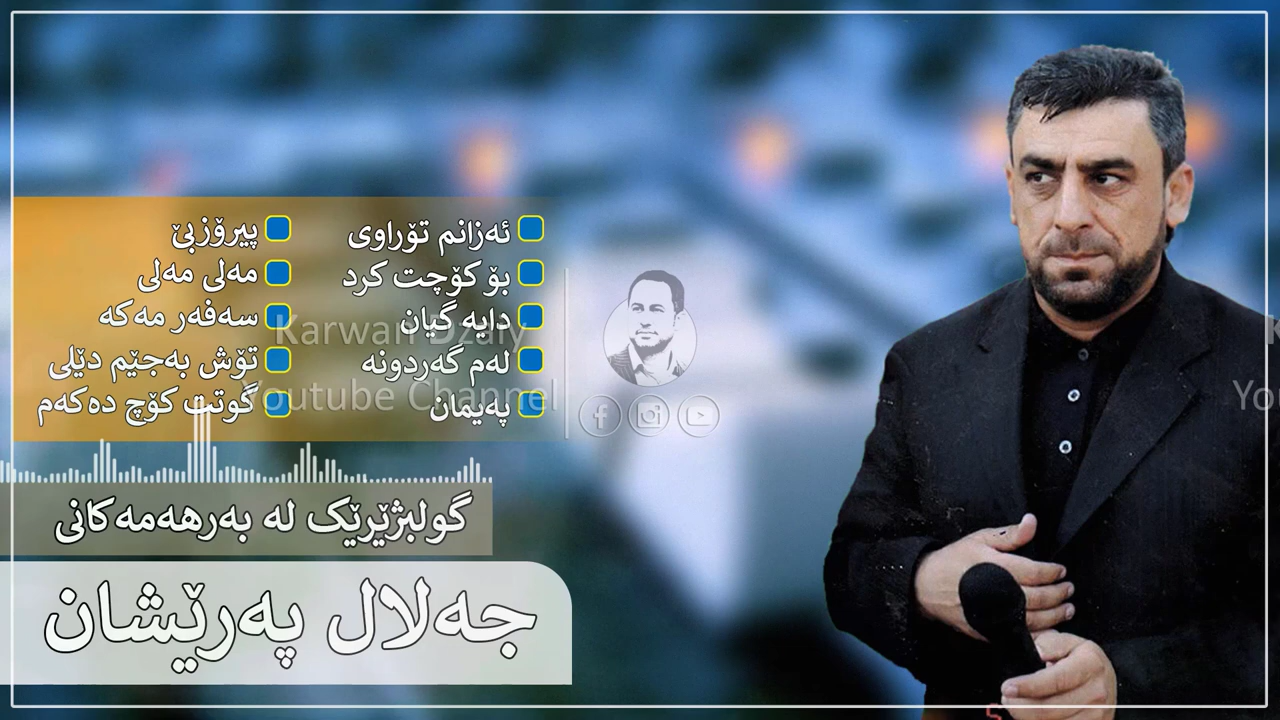 ئەزانم تۆراوی
بۆ کۆچت کرد
دایە گیان
لەم گەردونە
پەیمان
پیرۆزبێ
مەلی مەلی
سەفەر مەکە
تۆش بەجێم دێلی
گوتت کۆچ دەکەم
Karwan Dzaiy
Youtube Channel
گولبژێرێک لە بەرهەمەکانی
جەلال پەرێشان